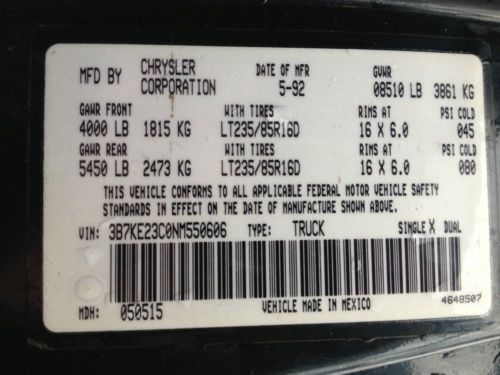 MFD BY CHRYSLER CORPORATION DATE OF MFR 5-92 GVWR 08510 LB 3861 KG
GAWR FRONT WITH TIRES RIMS AT PSI COLD
4000 LB 1815 KG LT235/85R16D 16 X 6.0 045
GAWR REAR WITH TIRES RIMS AT PSI COLD
5450 LB 2473 KG LT235/85R16D 16 X 6.0 080
THIS VEHICLE CONFORMS TO ALL APPLICABLE FEDERAL MOTOR VEHICLE SAFETY
STANDARDS IN EFFECT ON THE DATE OF MANUFACTURE SHOWN ABOVE.
VIN: 3B7KE23C0NM550606 TYPE: TRUCK SINGLE X DUAL
MDH: 050515 VEHICLE MADE IN MEXICO 4648507